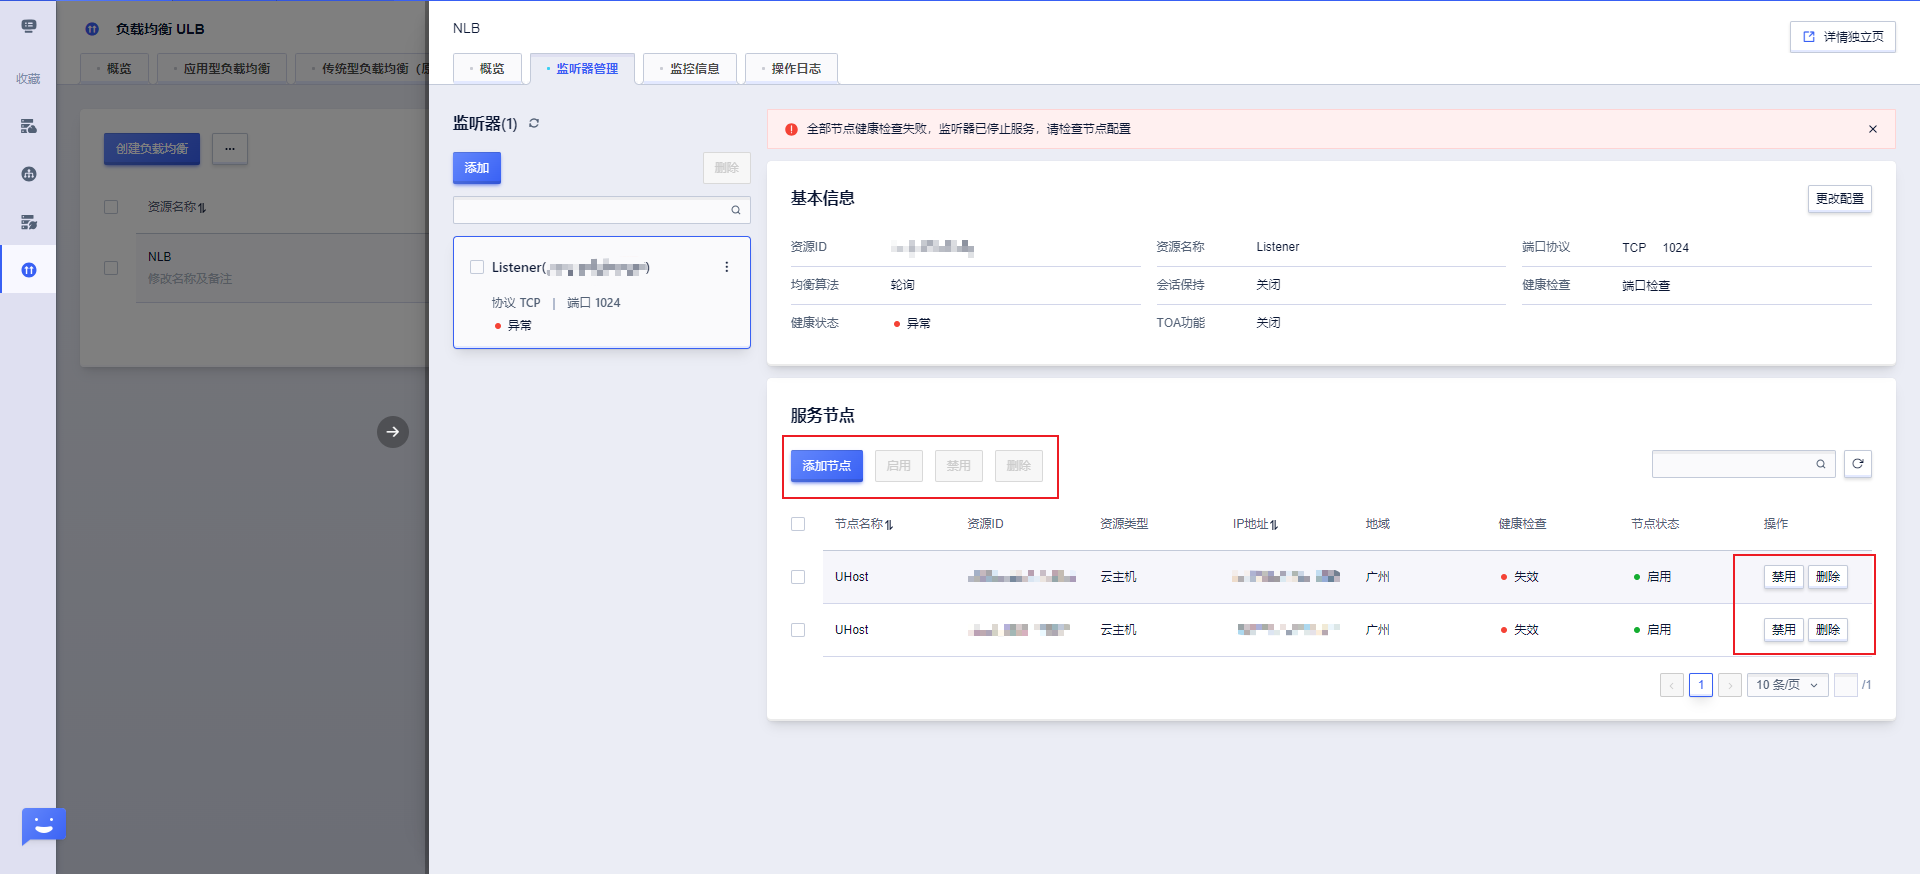 收藏
负载均衡 ULB
概览
应用型负载均衡
传统型负载均衡（原
创建负载均衡
...
资源名称
NLB
修改名称及备注
NLB
详情独立页
概览
监听器管理
监控信息
操作日志
监听器(1)
添加
删除
Listener(
)
协议 TCP | 端口 1024
异常
全部节点健康检查失败，监听器已停止服务，请检查节点配置
基本信息
更改配置
资源ID
资源名称 Listener
端口协议 TCP 1024
均衡算法 轮询
会话保持 关闭
健康检查 端口检查
健康状态 异常
TOA功能 关闭
服务节点
添加节点 启用 禁用 删除
节点名称 资源ID 资源类型 IP地址 地域 健康检查 节点状态 操作
UHost 云主机 广州 失效 启用 禁用 删除
UHost 云主机 广州 失效 启用 禁用 删除
1 10 条/页 /1